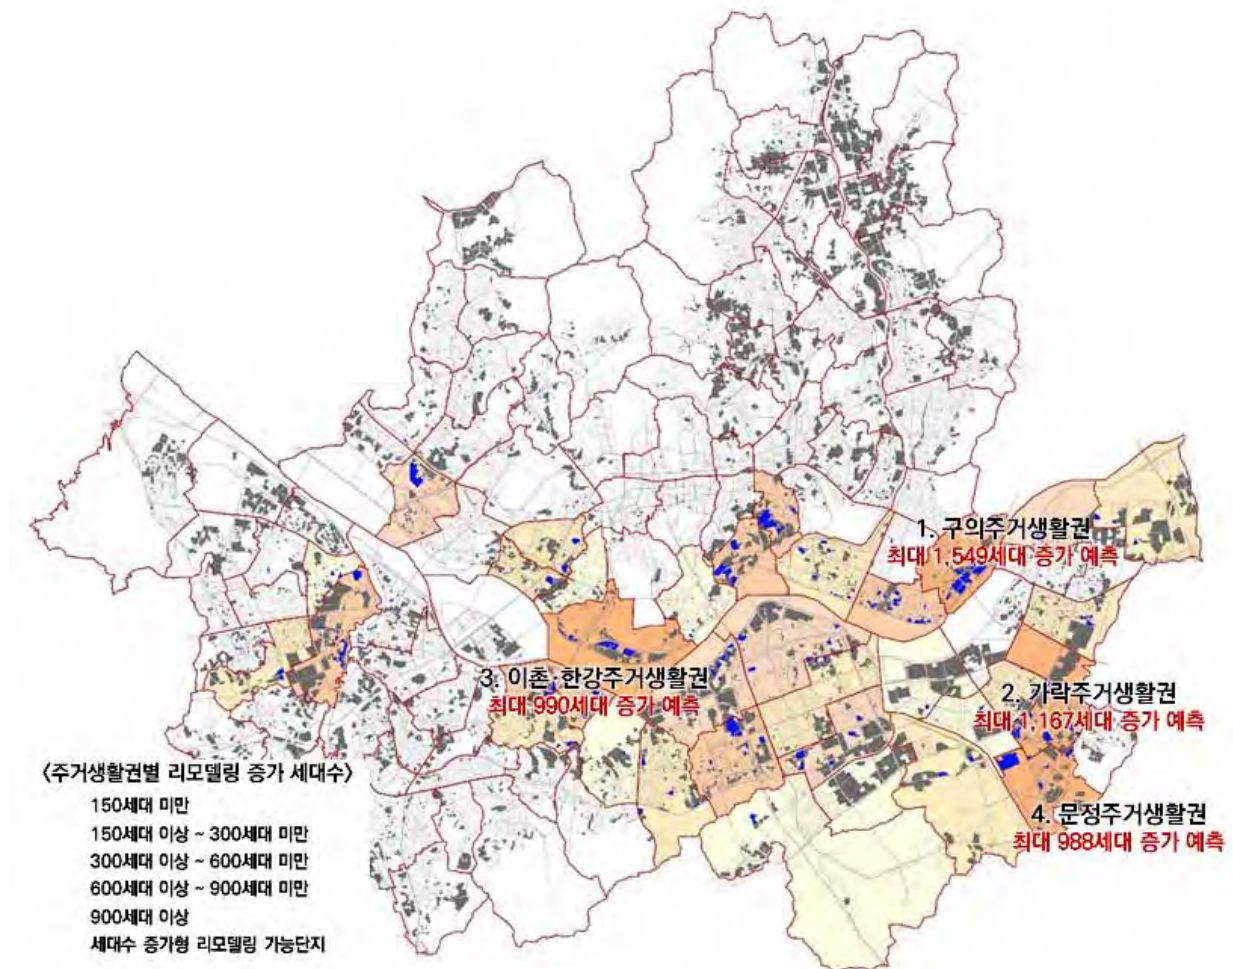 1. 구의주거생활권
최대 1,549세대 증가 예측
3. 이촌·한강주거생활권
최대 990세대 증가 예측
2. 가락주거생활권
최대 1,167세대 증가 예측
4. 문정주거생활권
최대 988세대 증가 예측
<주거생활권별 리모델링 증가 세대수>
150세대 미만
150세대 이상 ~ 300세대 미만
300세대 이상 ~ 600세대 미만
600세대 이상 ~ 900세대 미만
900세대 이상
세대수 증가형 리모델링 가능단지